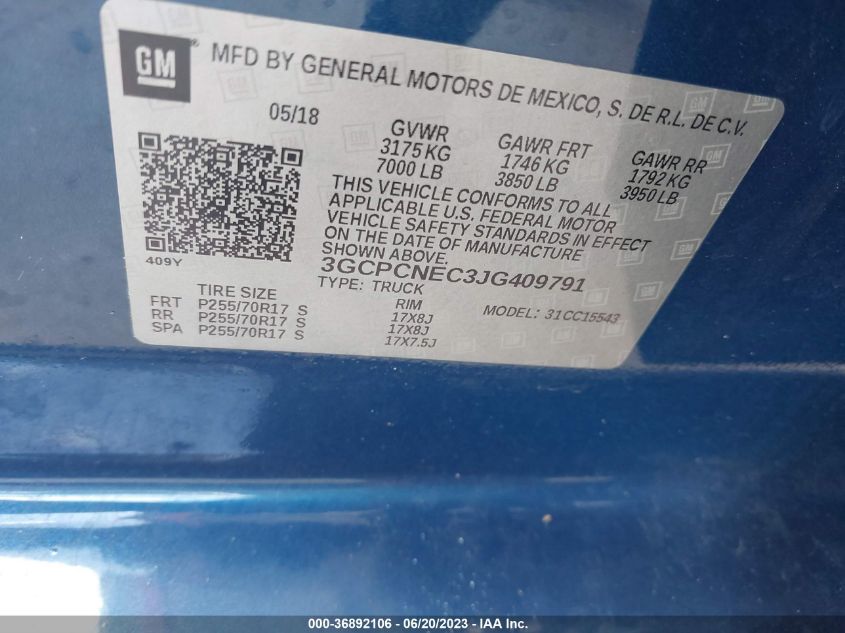 GM ®
MFD BY GENERAL MOTORS DE MEXICO, S. DE R.L. DE C.V.
05/18
GVWR GAWR FRT GAWR RR
3175 KG 1746 KG 1792 KG
7000 LB 3850 LB 3950 LB
THIS VEHICLE CONFORMS TO ALL
APPLICABLE U.S. FEDERAL MOTOR
VEHICLE SAFETY STANDARDS IN EFFECT
ON THE DATE OF MANUFACTURE
SHOWN ABOVE.
409Y
3GCPCNEC3JG409791
TYPE: TRUCK
MODEL: 31CC15543
TIRE SIZE RIM
FRT P255/70R17 S 17X8J
RR P255/70R17 S 17X8J
SPA P255/70R17 S 17X7.5J
000-36892106 - 06/20/2023 - IAA Inc.